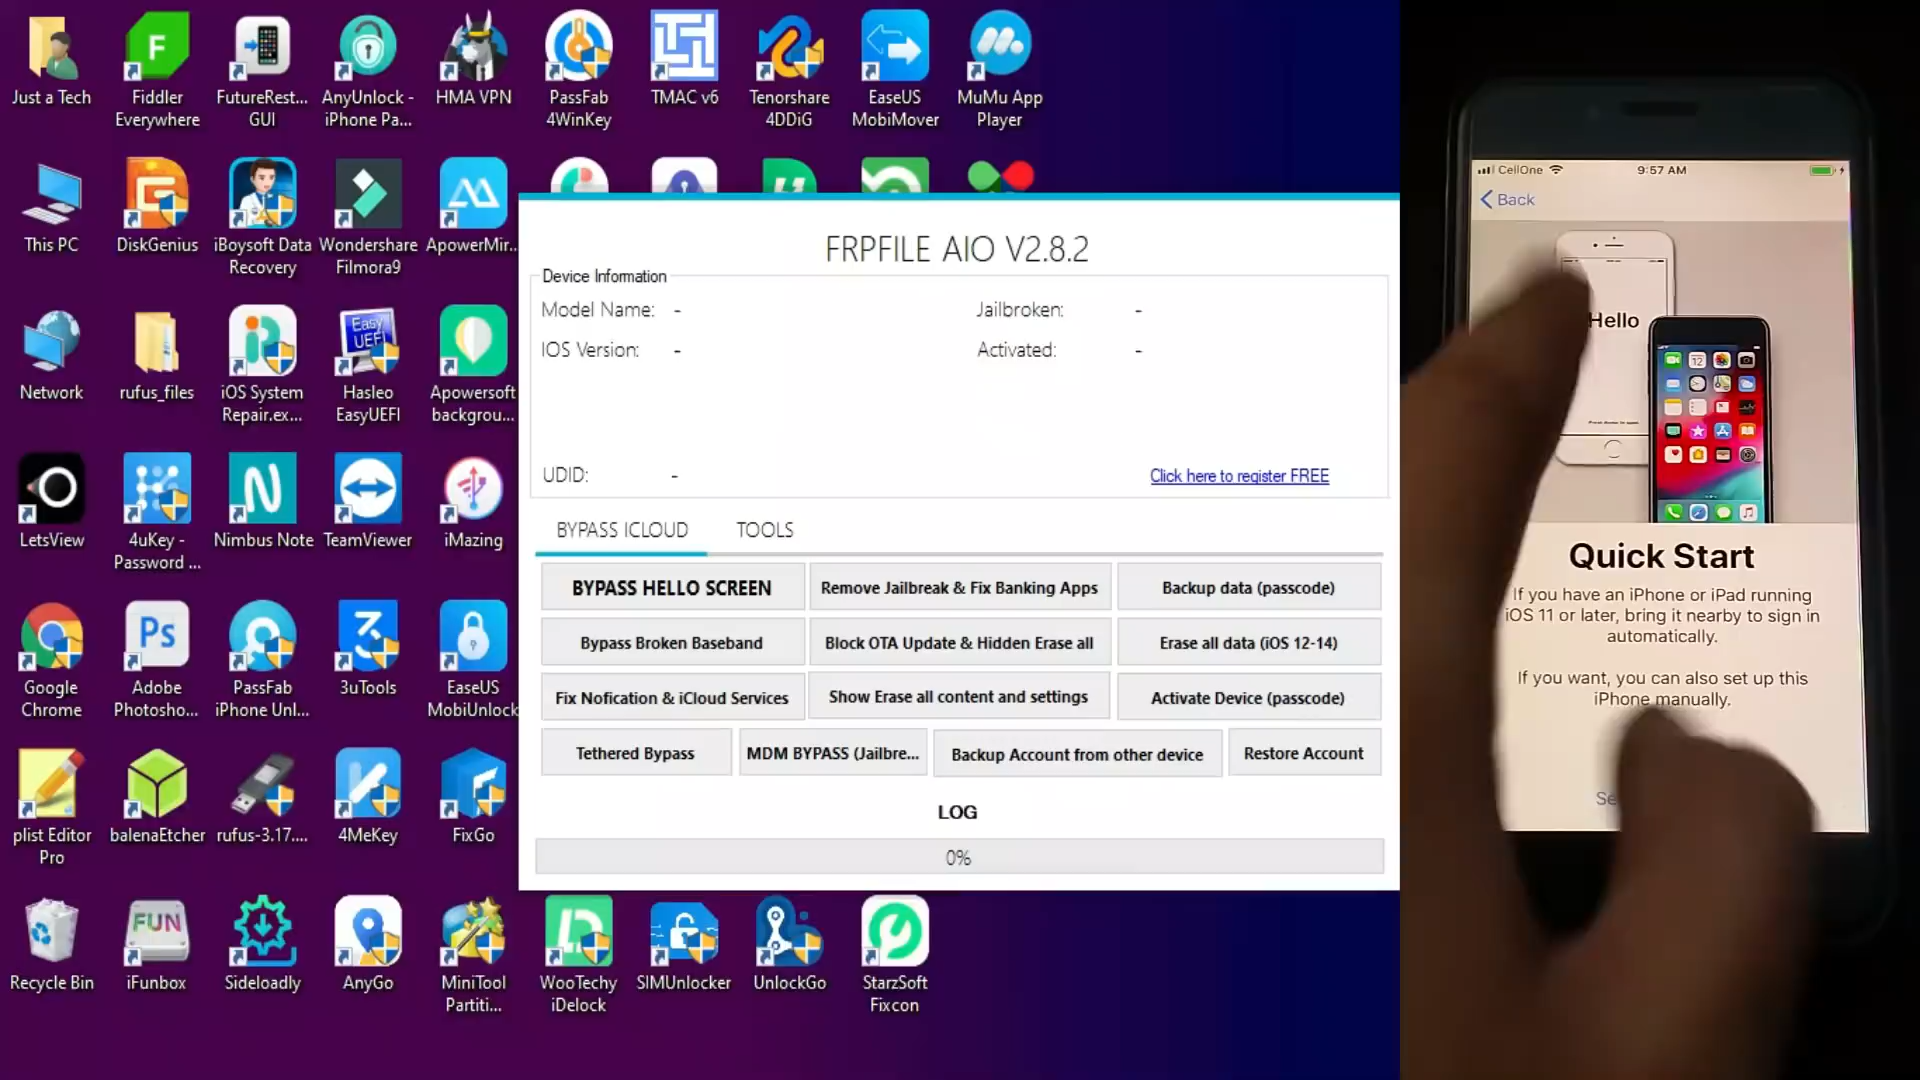 Just a Tech
Fiddler
Everywhere
FutureRest...
GUI
AnyUnlock -
iPhone Pa...
HMA VPN
PassFab
4WinKey
TMAC v6
Tenorshare
4DDiG
EaseUS
MobiMover
MuMu App
Player
This PC
DiskGenius
iBoysoft Data
Recovery
Wondershare
Filmora9
ApowerMir...
Network
rufus_files
iOS System
Repair.ex...
Easy
UEFI
Hasleo
EasyUEFI
Apowersoft
backgrou...
LetsView
4uKey -
Password ...
Nimbus Note
TeamViewer
iMazing
Google
Chrome
Ps
Adobe
Photosho...
PassFab
iPhone Unl...
3uTools
EaseUS
MobiUnlock
plist Editor
Pro
balenaEtcher
rufus-3.17....
4MeKey
FixGo
Recycle Bin
FUN
iFunbox
Sideloadly
AnyGo
MiniTool
Partiti...
WooTechy
iDelock
SIMUnlocker
UnlockGo
StarzSoft
Fixcon
FRPFILE AIO V2.8.2
Device Information
Model Name: -
Jailbroken: -
IOS Version: -
Activated: -
UDID: -
Click here to register FREE
BYPASS ICLOUD
TOOLS
BYPASS HELLO SCREEN
Remove Jailbreak & Fix Banking Apps
Backup data (passcode)
Bypass Broken Baseband
Block OTA Update & Hidden Erase all
Erase all data (iOS 12-14)
Fix Nofication & iCloud Services
Show Erase all content and settings
Activate Device (passcode)
Tethered Bypass
MDM BYPASS (Jailbre...
Backup Account from other device
Restore Account
LOG
0%
CellOne
9:57 AM
Back
Hello
Quick Start
If you have an iPhone or iPad running
iOS 11 or later, bring it nearby to sign in
automatically.
If you want, you can also set up this
iPhone manually.